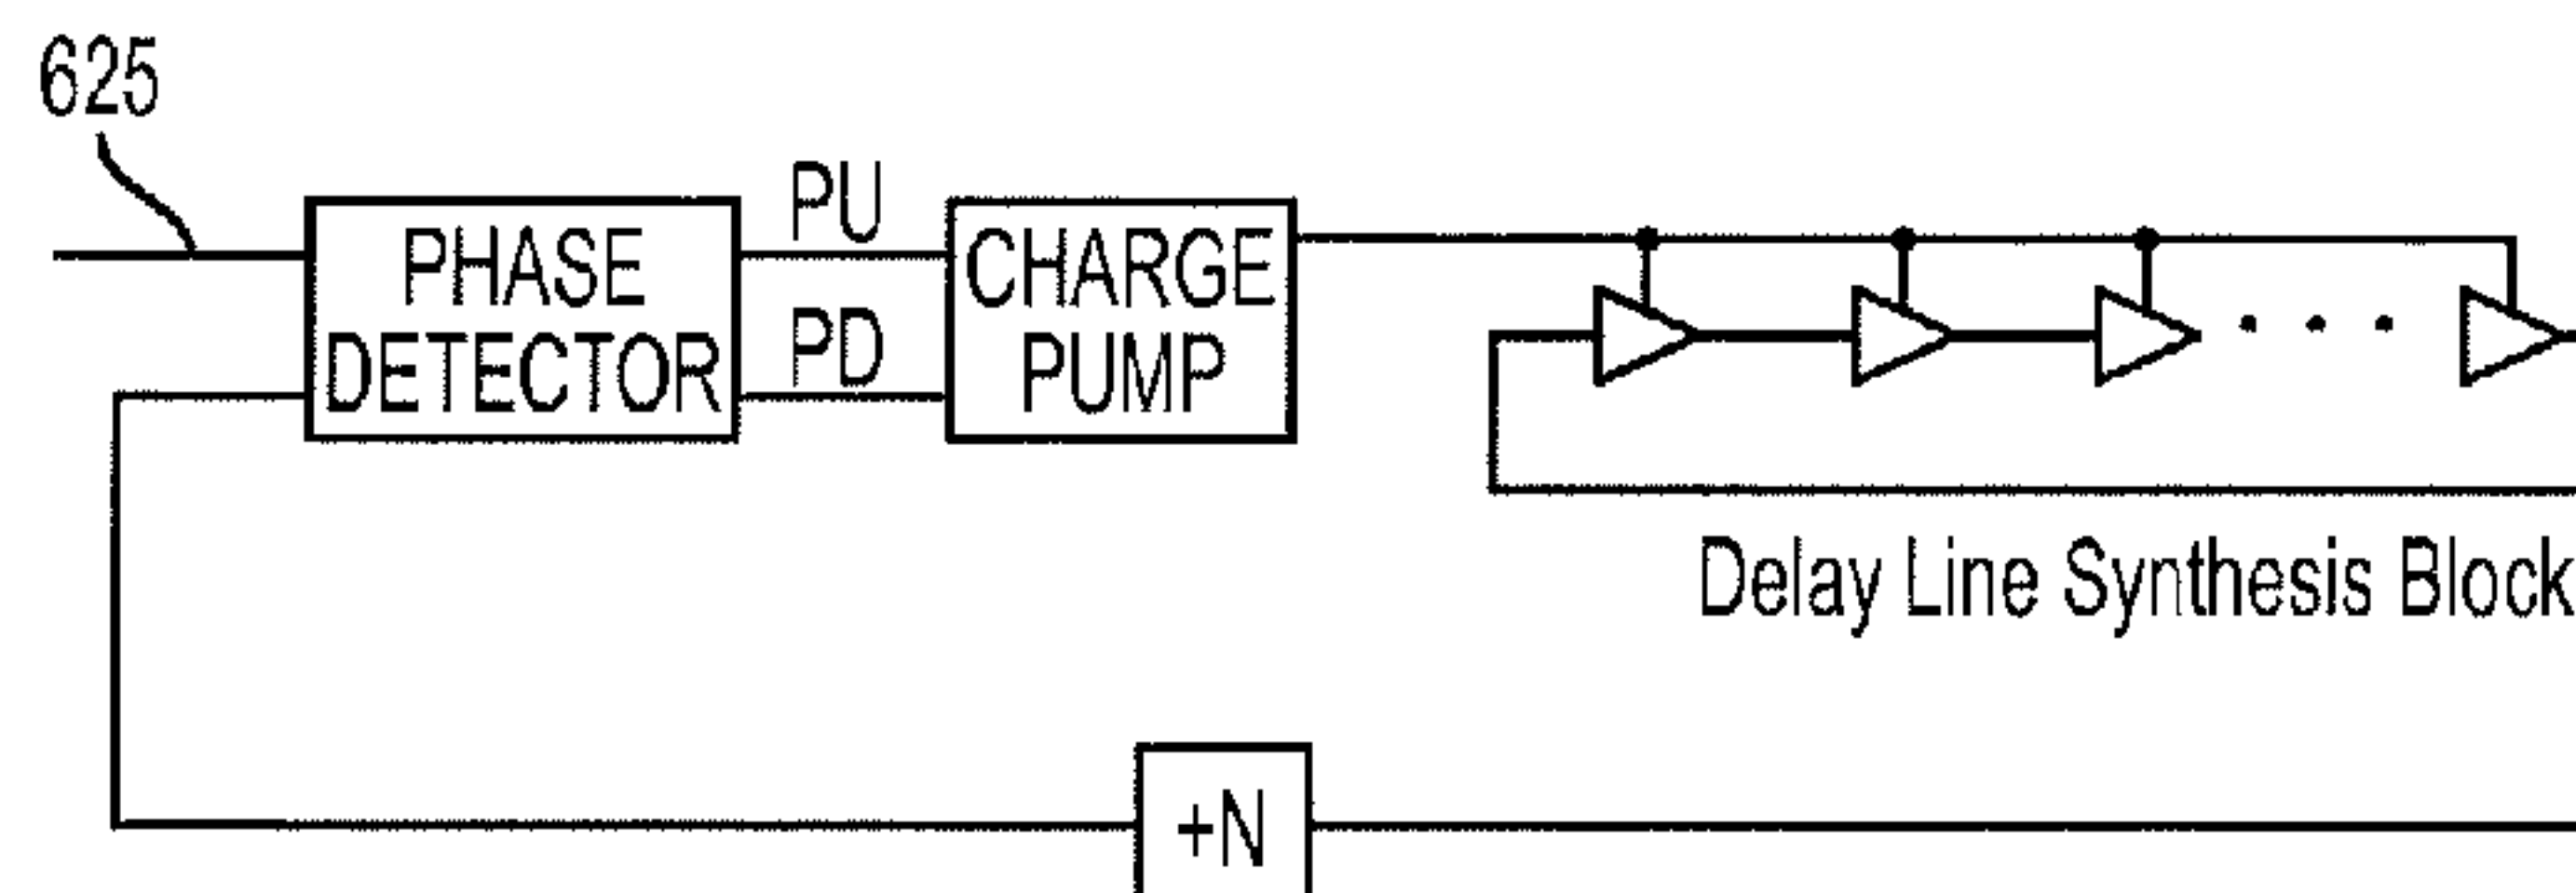 625
PU
PHASE
DETECTOR
PD
CHARGE
PUMP
Delay Line Synthesis Block
+N